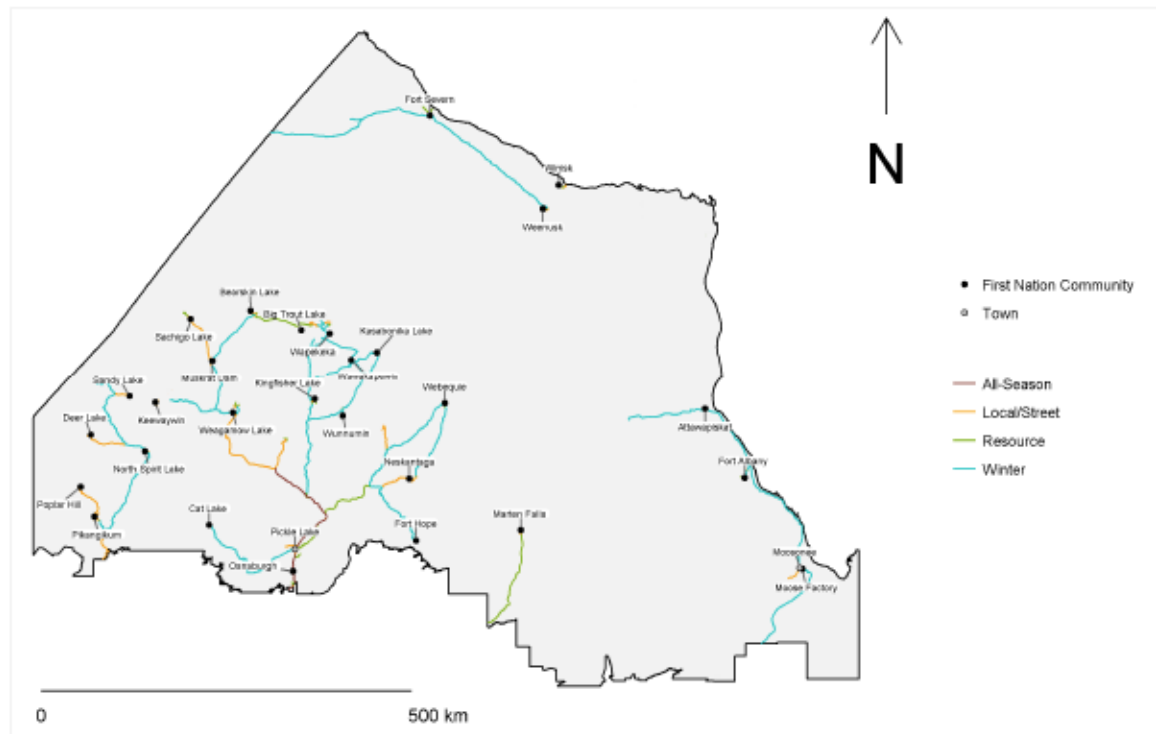 Fort Severn
Winisk
Weenusk
N
Bearskin Lake
Big Trout Lake
Sachigo Lake
Kasabonika Lake
Wapekeka
Muskrat Dam
Kingfisher Lake
Sandy Lake
Webequie
Keewaywin
Deer Lake
Weagamow Lake
Wunnumin
Attawapiskat
North Spirit Lake
Neskantaga
Fort Albany
Poplar Hill
Cat Lake
Pikangikum
Pickle Lake
Fort Hope
Marten Falls
Osnaburgh
Moosonee
Moose Factory
First Nation Community
Town
All-Season
Local/Street
Resource
Winter
0
500 km